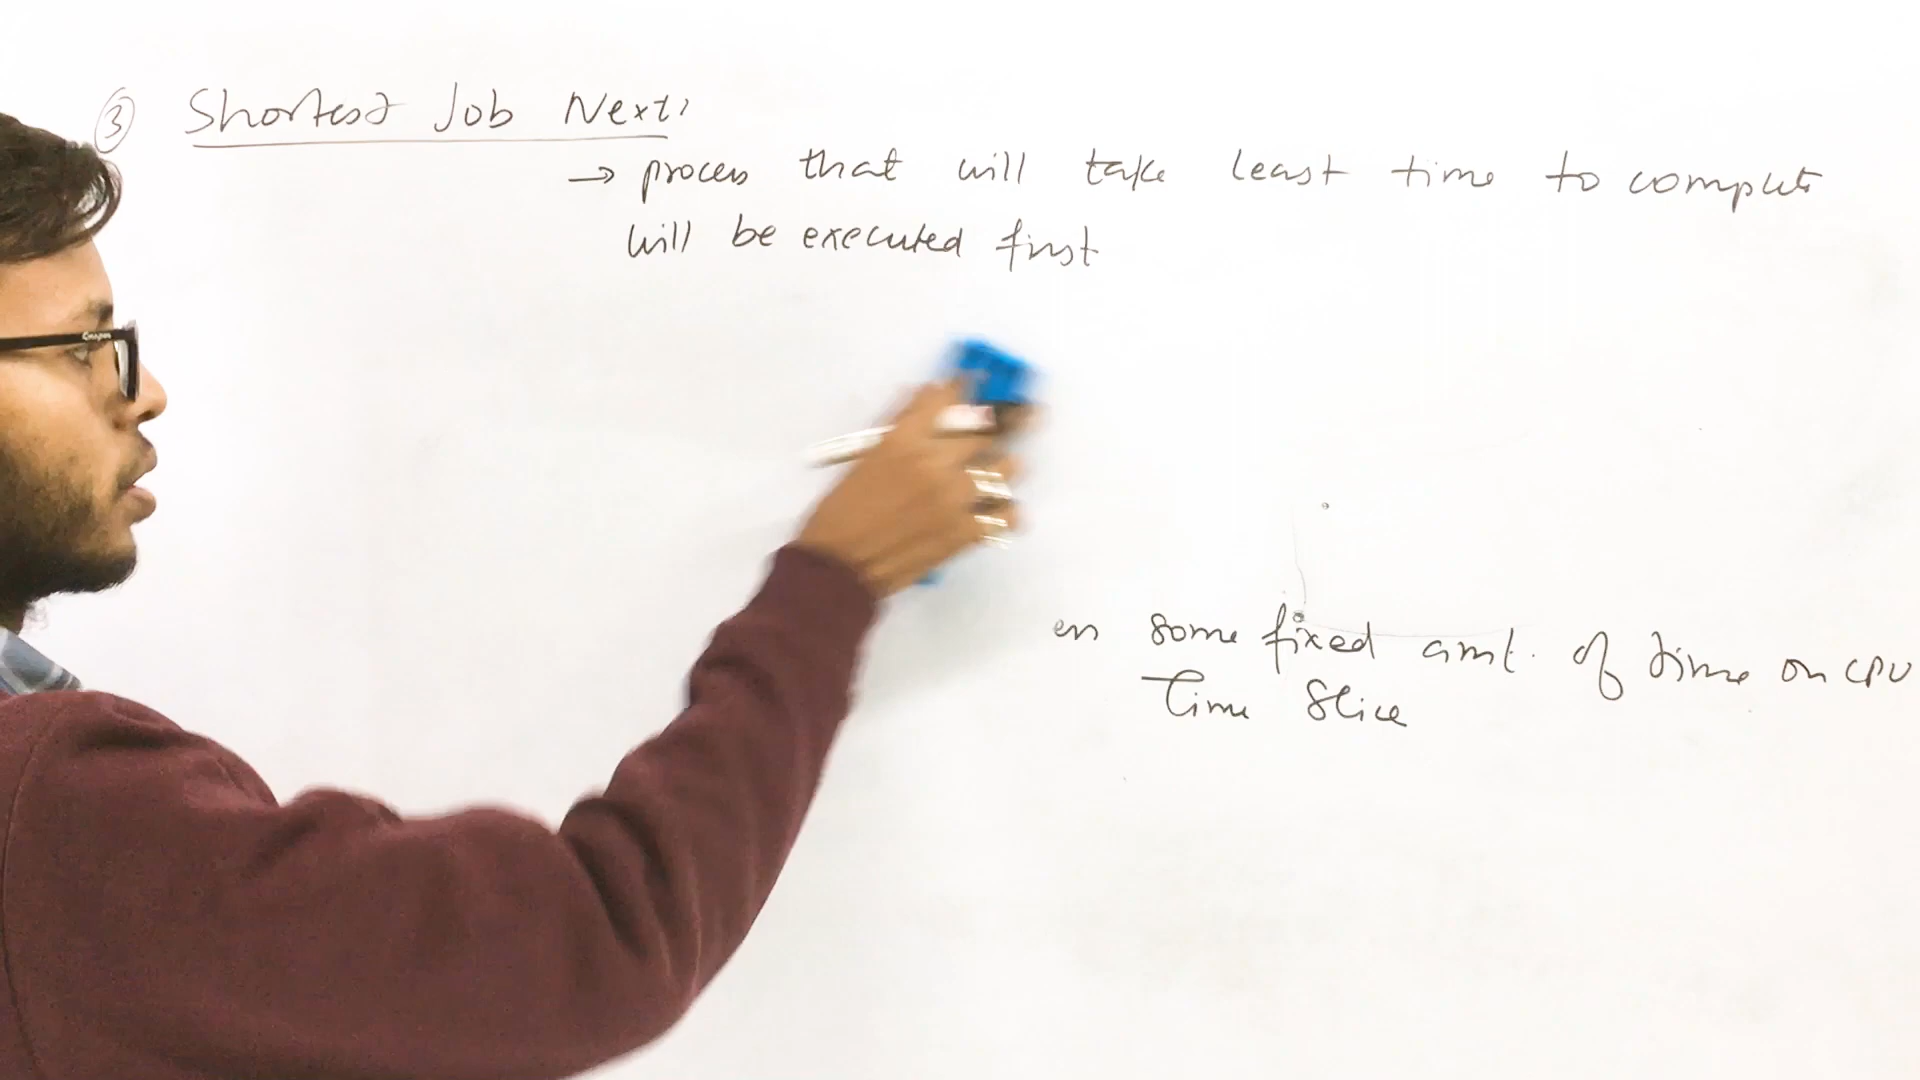 ③ Shortest Job Next:
→ process that will take least time to compute
will be executed first
en some fixed amt. of time on CPU
Time Slice